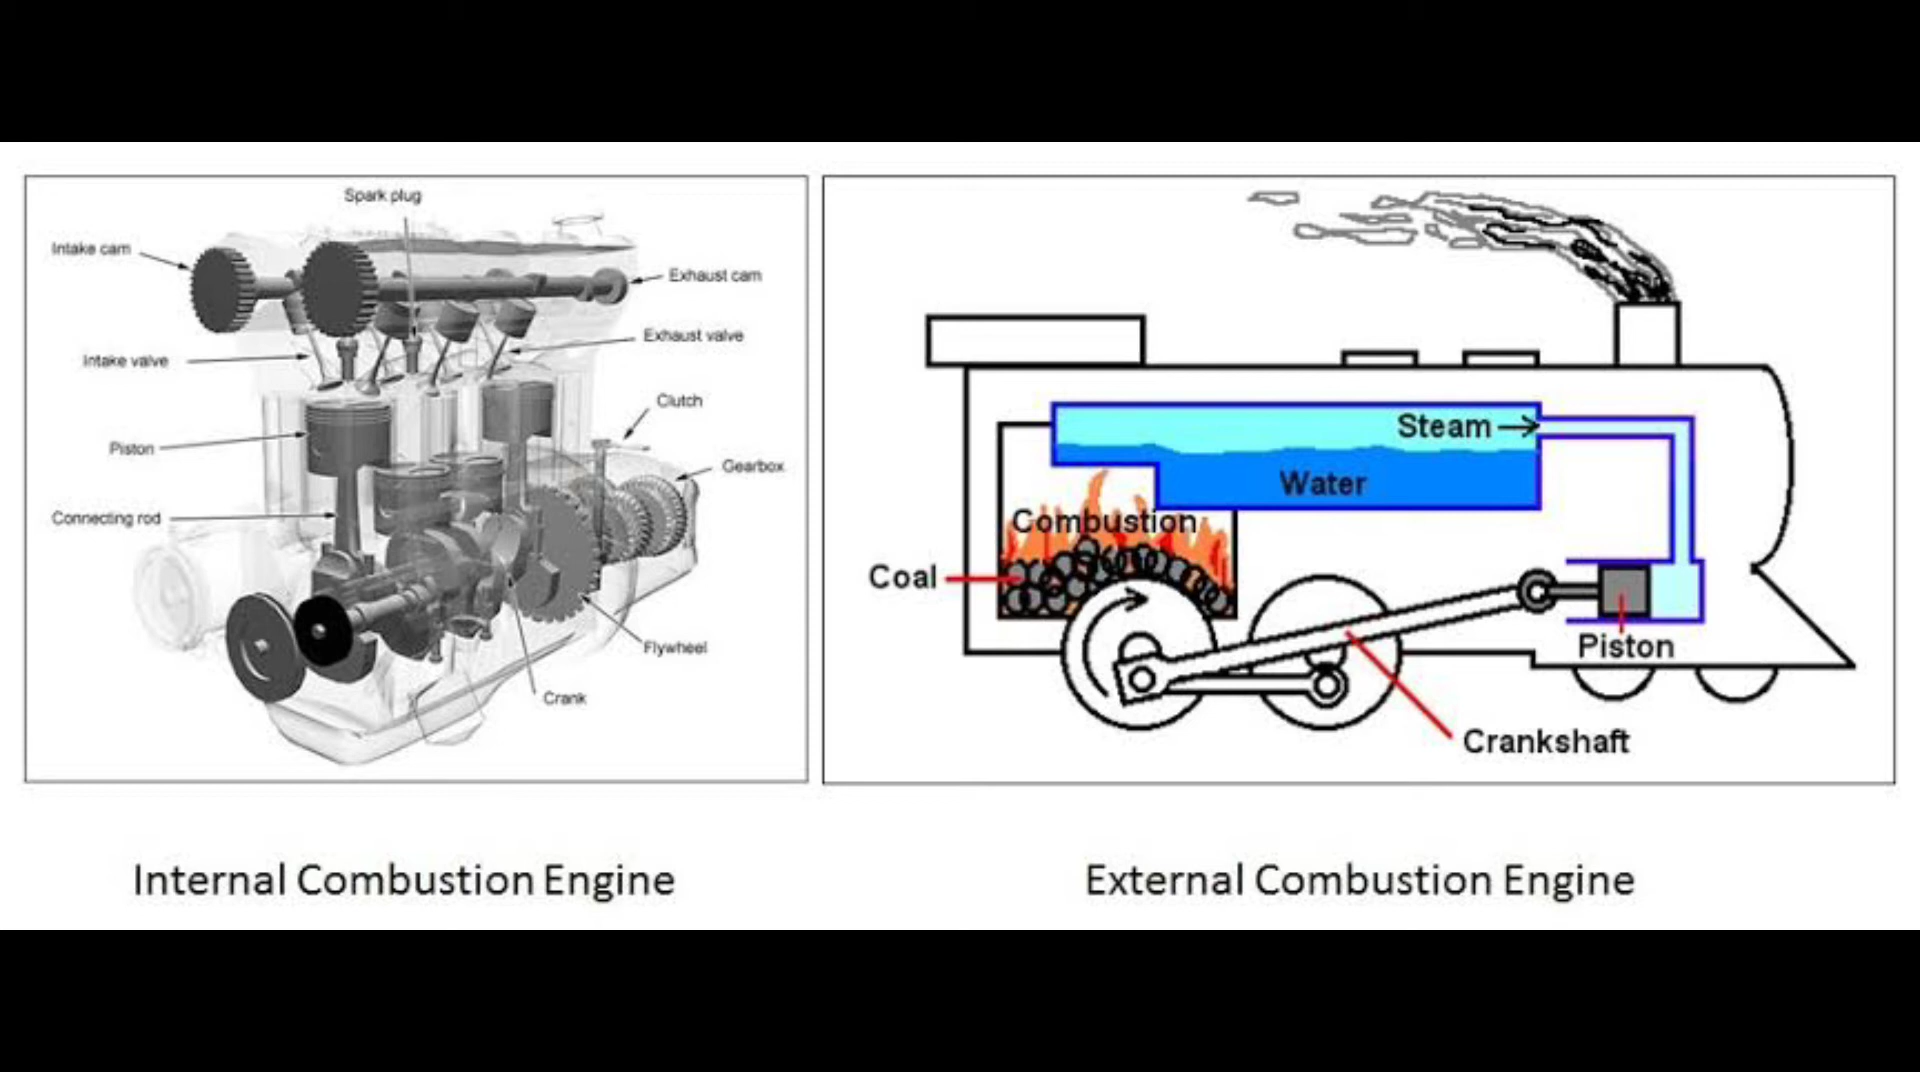 Spark plug
Intake cam
Exhaust cam
Exhaust valve
Intake valve
Clutch
Piston
Gearbox
Connecting rod
Flywheel
Crank
Steam
Water
Combustion
Coal
Piston
Crankshaft
Internal Combustion Engine
External Combustion Engine